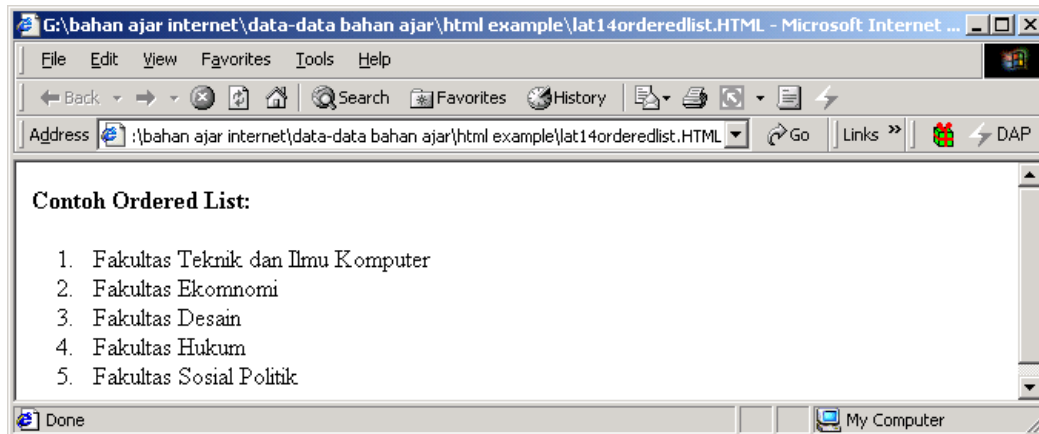 G:\bahan ajar internet\data-data bahan ajar\html example\lat14orderedlist.HTML - Microsoft Internet ...
File Edit View Favorites Tools Help
Back Search Favorites History
Address :\bahan ajar internet\data-data bahan ajar\html example\lat14orderedlist.HTML Go Links » DAP
Contoh Ordered List:
1. Fakultas Teknik dan Ilmu Komputer
2. Fakultas Ekomnomi
3. Fakultas Desain
4. Fakultas Hukum
5. Fakultas Sosial Politik
Done My Computer